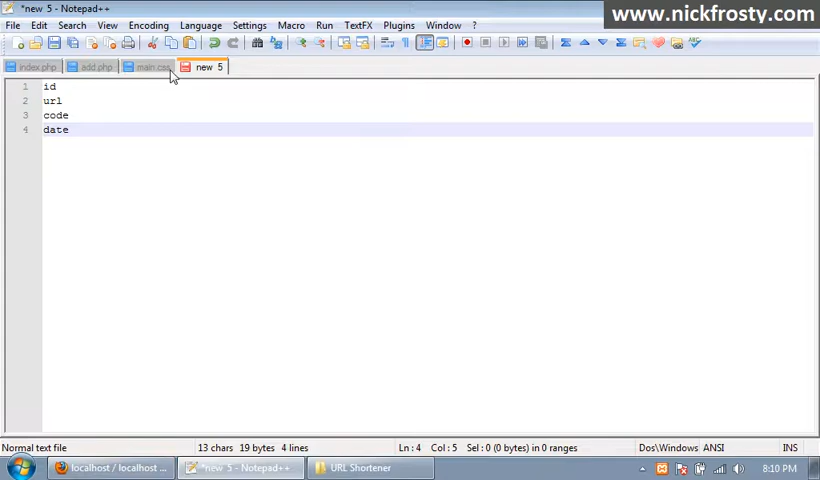 *new 5 - Notepad++
www.nickfrosty.com
File Edit Search View Encoding Language Settings Macro Run TextFX Plugins Window ?
index.php add.php main.css new 5
1 id
2 url
3 code
4 date
Normal text file 13 chars 19 bytes 4 lines Ln : 4 Col : 5 Sel : 0 (0 bytes) in 0 ranges Dos\Windows ANSI INS
localhost / localhost ... *new 5 - Notepad++ URL Shortener 8:10 PM